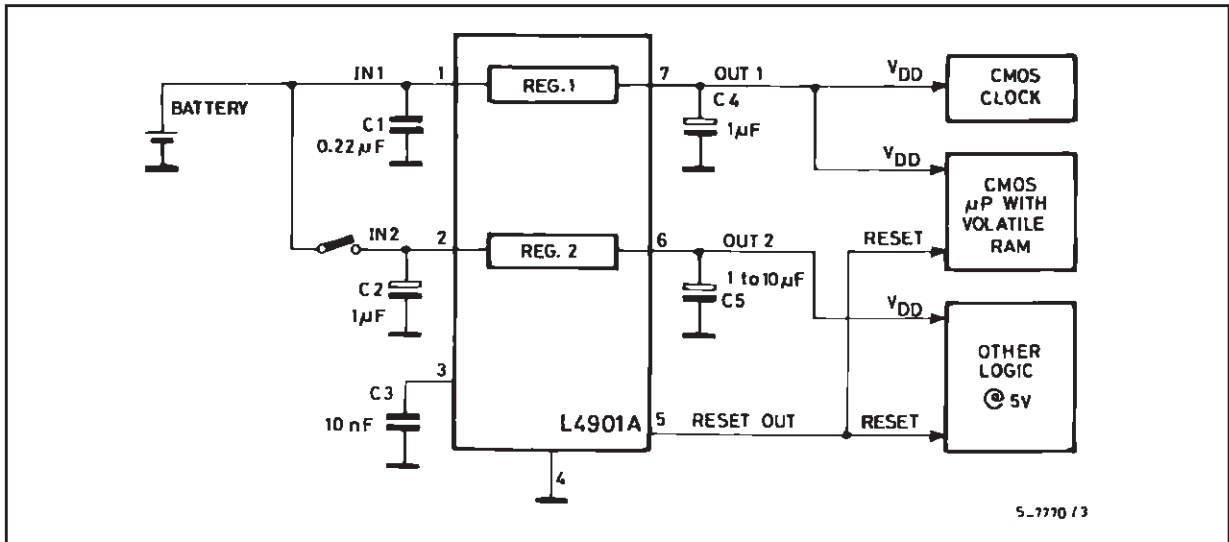 BATTERY
IN1
1
REG. 1
7
OUT 1
C1
0.22µF
C4
1µF
VDD
CMOS
CLOCK
VDD
CMOS
µP WITH
VOLATILE
RAM
RESET
IN2
2
REG. 2
6
OUT 2
C2
1µF
1 to 10µF
C5
VDD
OTHER
LOGIC
@ 5V
RESET
3
C3
10 nF
L4901A
5
RESET OUT
4
S-7770/3